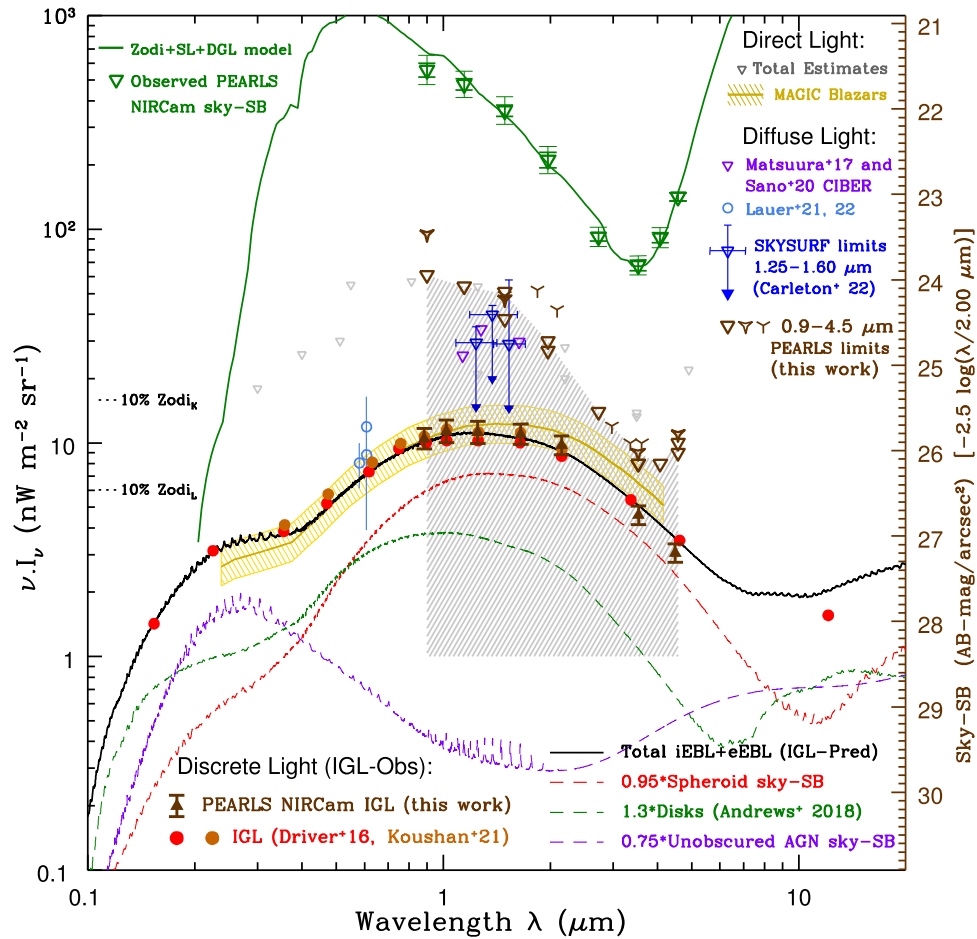 Zodi+SL+DGL model
Observed PEARLS
NIRCam sky-SB
Direct Light:
Total Estimates
MAGIC Blazars
Diffuse Light:
Matsuura+17 and
Sano+20 CIBER
Lauer+21, 22
SKYSURF limits
1.25–1.60 μm
(Carleton+ 22)
0.9–4.5 μm
PEARLS limits
(this work)
10% Zodi_K
10% Zodi_L
Discrete Light (IGL-Obs):
PEARLS NIRCam IGL (this work)
IGL (Driver+16, Koushan+21)
Total iEBL+eEBL (IGL-Pred)
0.95*Spheroid sky-SB
1.3*Disks (Andrews+ 2018)
0.75*Unobscured AGN sky-SB
10³
10²
10
1
0.1
ν.I_ν (nW m⁻² sr⁻¹)
0.1
1
10
Wavelength λ (μm)
21
22
23
24
25
26
27
28
29
30
Sky-SB (AB-mag/arcsec²) [-2.5 log(λ/2.00 μm)]